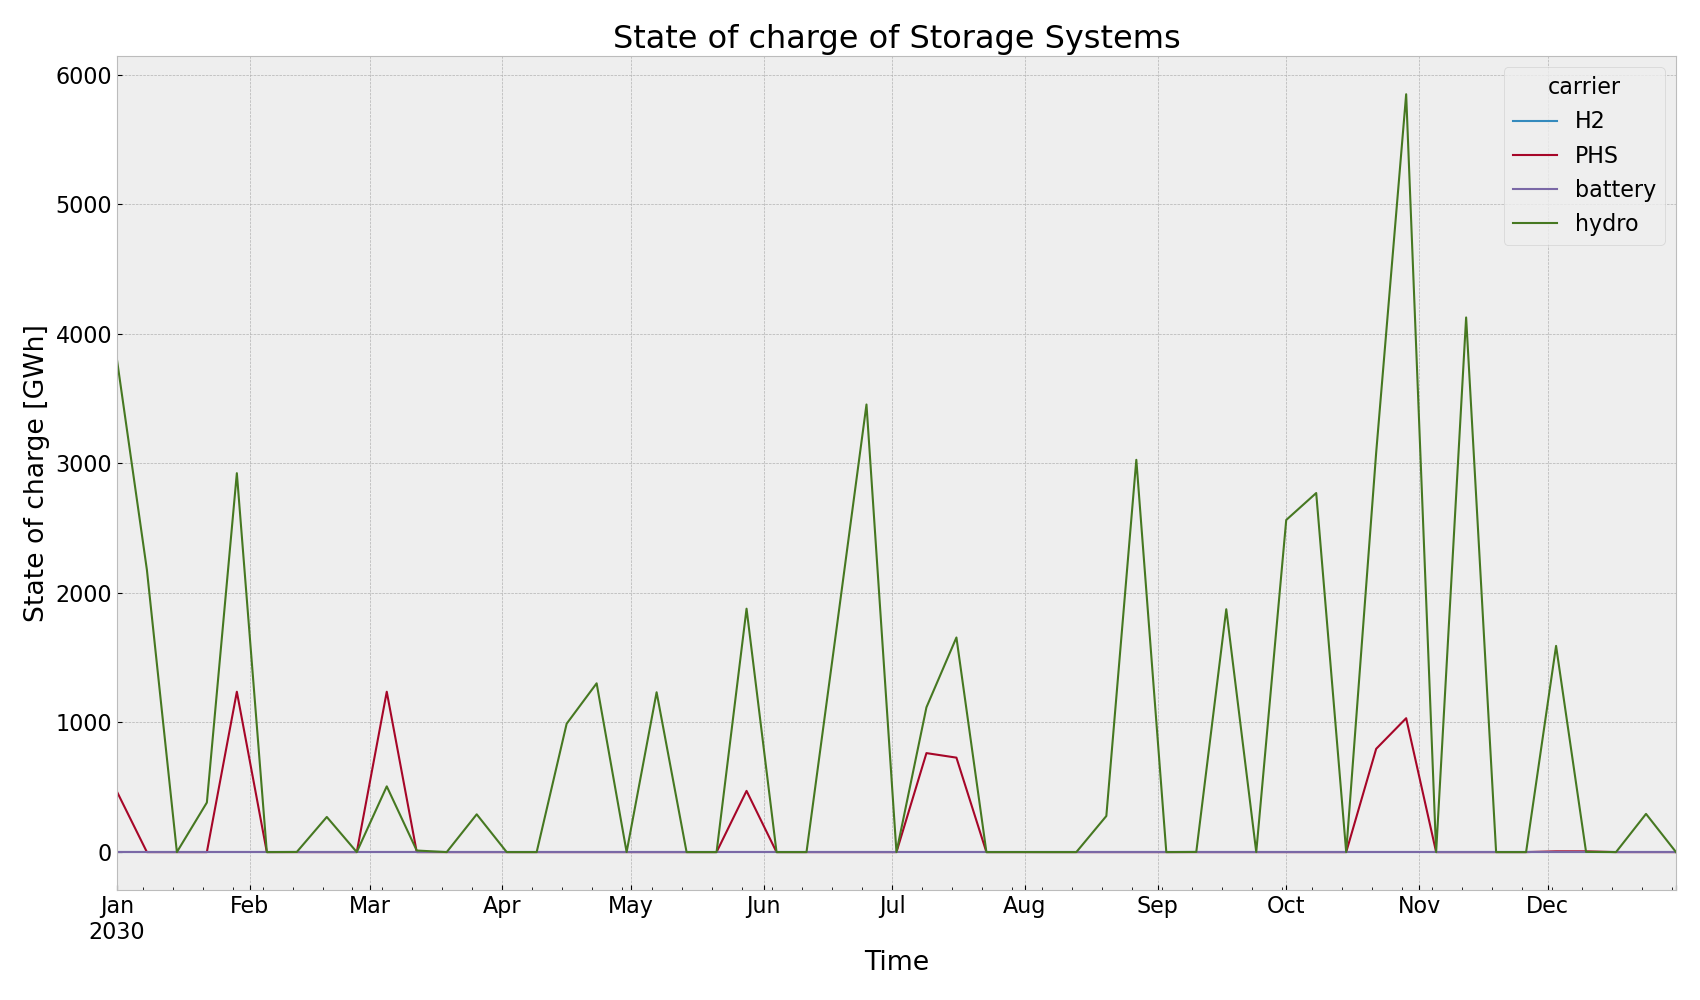 State of charge of Storage Systems
State of charge [GWh]
6000
5000
4000
3000
2000
1000
0
carrier
H2
PHS
battery
hydro
Jan Feb Mar Apr May Jun Jul Aug Sep Oct Nov Dec
2030
Time